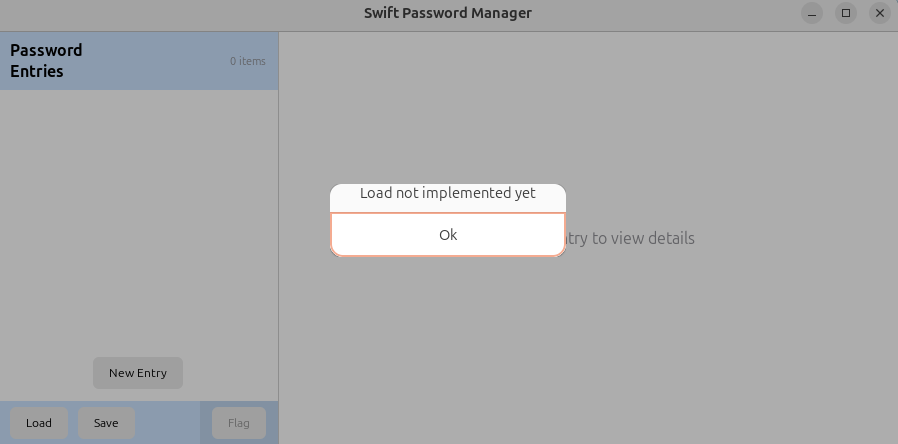 Swift Password Manager
Password
Entries
0 items
Load not implemented yet
Ok
to view details
New Entry
Load
Save
Flag